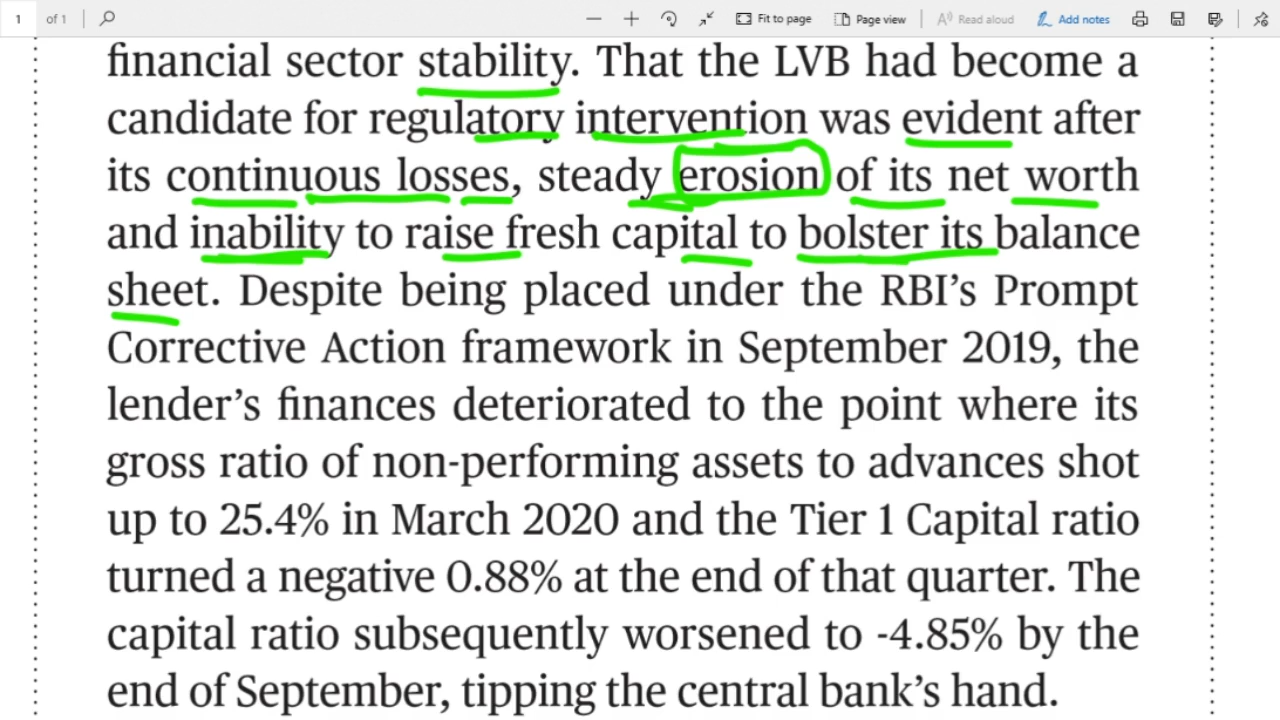 1 of 1 Fit to page Page view Read aloud Add notes
financial sector stability. That the LVB had become a
candidate for regulatory intervention was evident after
its continuous losses, steady erosion of its net worth
and inability to raise fresh capital to bolster its balance
sheet. Despite being placed under the RBI’s Prompt
Corrective Action framework in September 2019, the
lender’s finances deteriorated to the point where its
gross ratio of non-performing assets to advances shot
up to 25.4% in March 2020 and the Tier 1 Capital ratio
turned a negative 0.88% at the end of that quarter. The
capital ratio subsequently worsened to -4.85% by the
end of September, tipping the central bank’s hand.